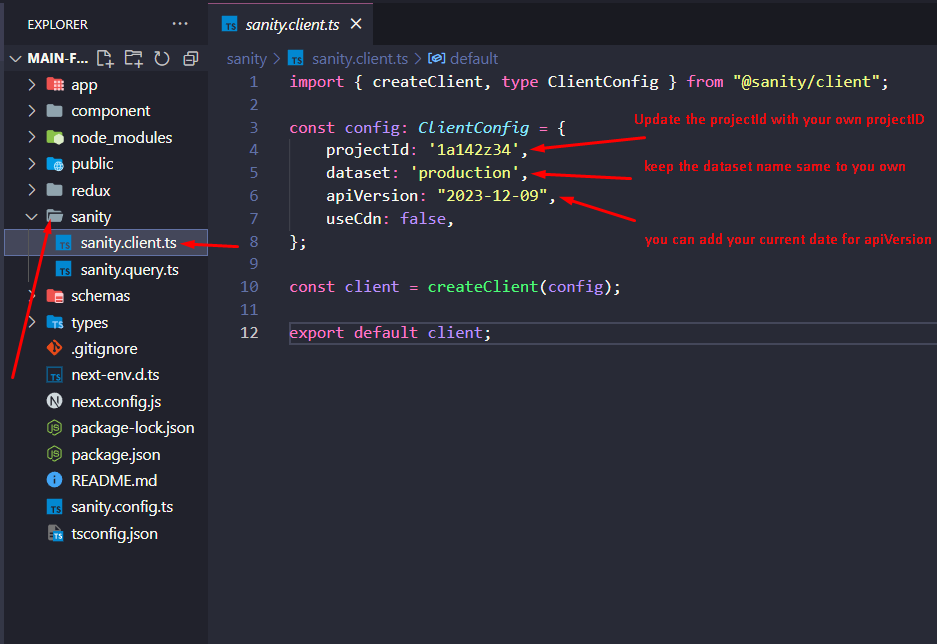 EXPLORER ···
MAIN-F...
app
component
node_modules
public
redux
sanity
sanity.client.ts
sanity.query.ts
schemas
types
.gitignore
next-env.d.ts
next.config.js
package-lock.json
package.json
README.md
sanity.config.ts
tsconfig.json
TS sanity.client.ts ×
sanity > TS sanity.client.ts > default
1 import { createClient, type ClientConfig } from "@sanity/client";
2
3 const config: ClientConfig = {
Update the projectId with your own projectID
4 projectId: '1a142z34',
5 dataset: 'production',
keep the dataset name same to you own
6 apiVersion: "2023-12-09",
7 useCdn: false,
8 };
you can add your current date for apiVersion
9
10 const client = createClient(config);
11
12 export default client;